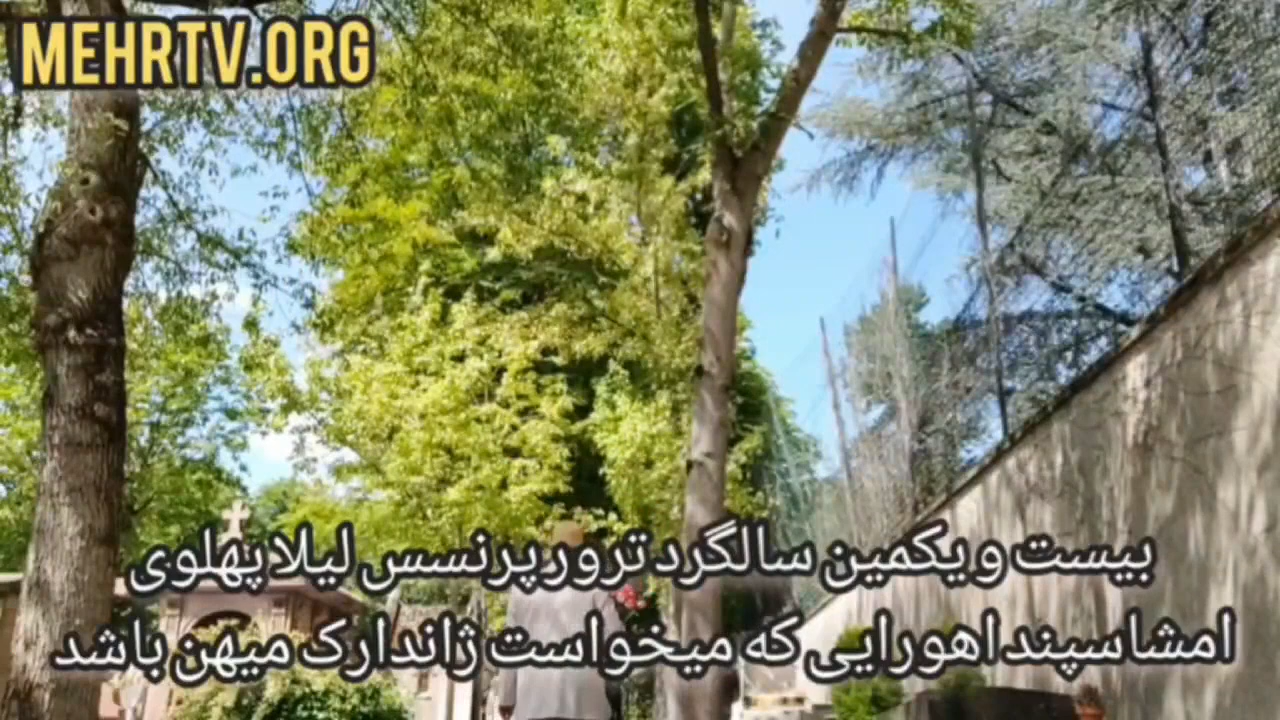 MEHRTV.ORG
بیست و یکمین سالگرد ترور پرنسس لیلا پهلوی
امشاسپند اهورایی که میخواست ژاندارک میهن باشد